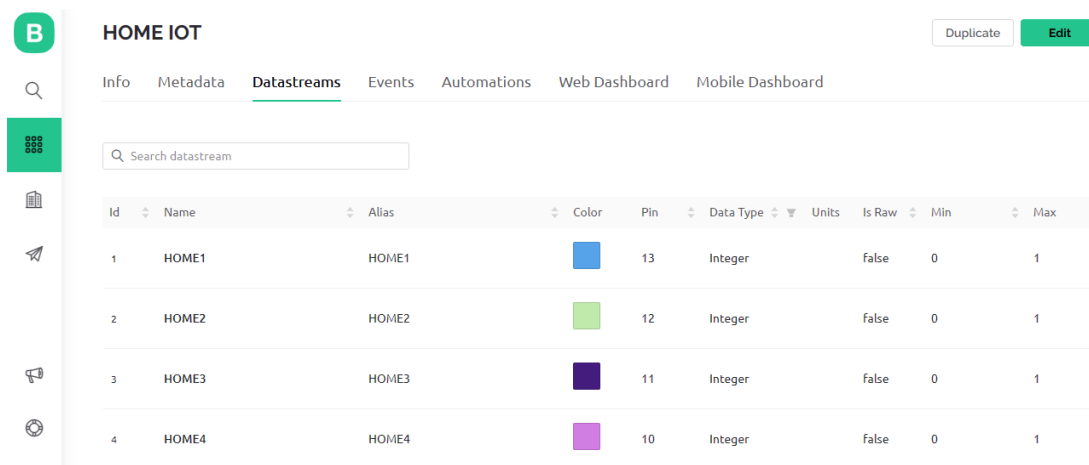 B
HOME IOT
Duplicate Edit
Info Metadata Datastreams Events Automations Web Dashboard Mobile Dashboard
Search datastream
Id Name Alias Color Pin Data Type Units Is Raw Min Max
1 HOME1 HOME1 13 Integer false 0 1
2 HOME2 HOME2 12 Integer false 0 1
3 HOME3 HOME3 11 Integer false 0 1
4 HOME4 HOME4 10 Integer false 0 1